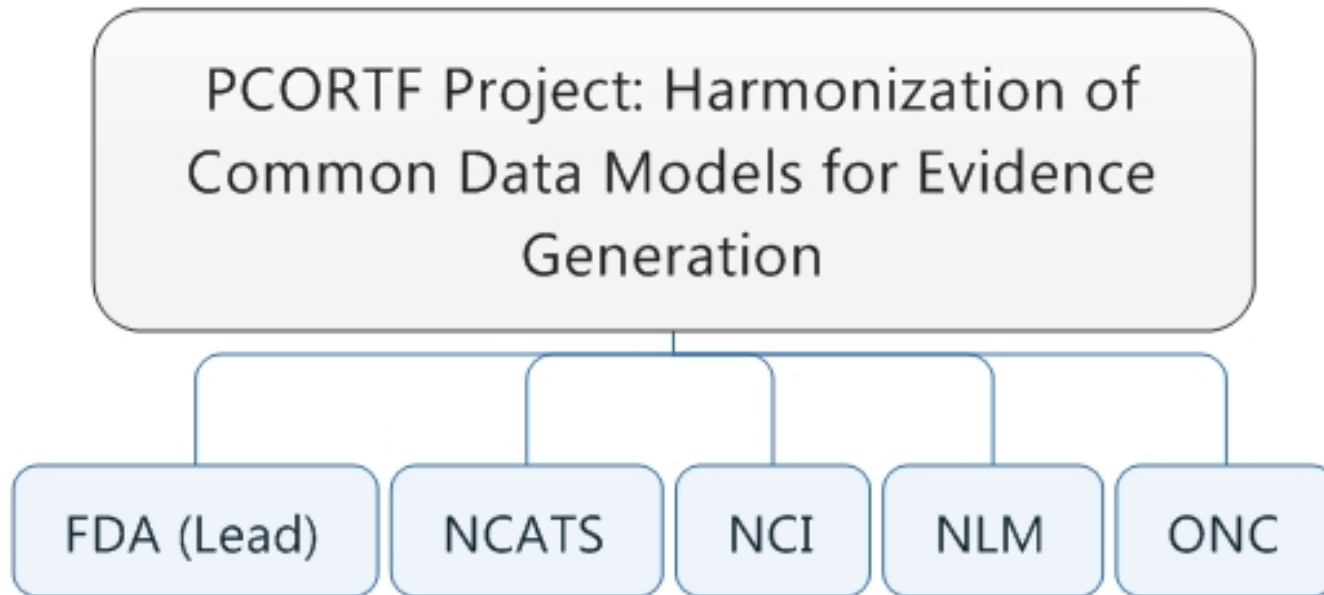 PCORTF Project: Harmonization of
Common Data Models for Evidence
Generation
FDA (Lead)
NCATS
NCI
NLM
ONC